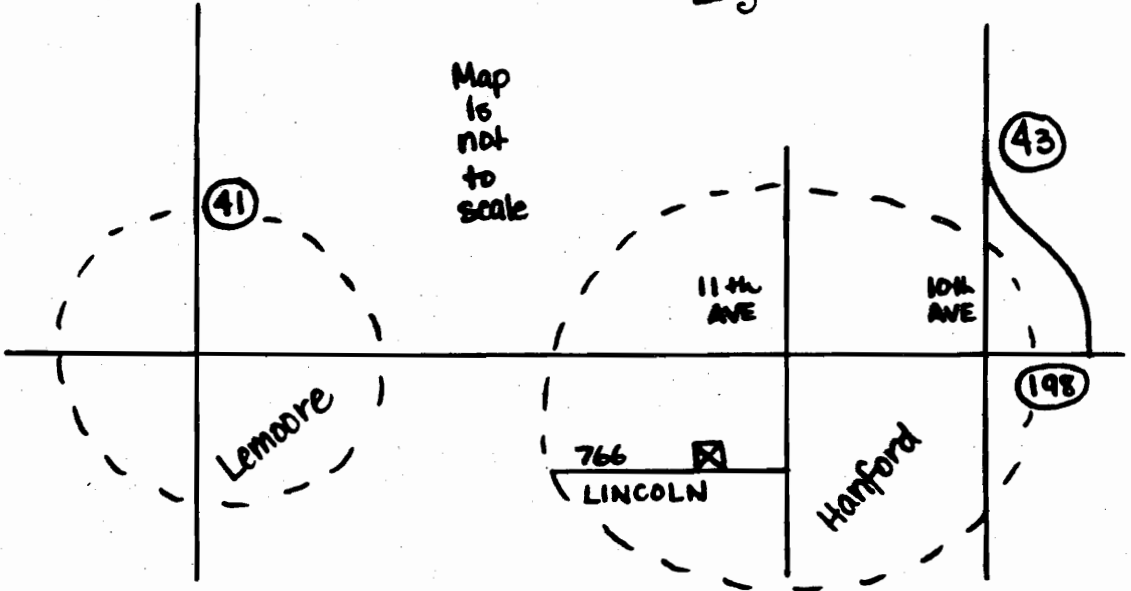 Map
is
not
to
scale
43
41
11th
AVE
10th
AVE
198
Lemoore
766
LINCOLN
Hanford